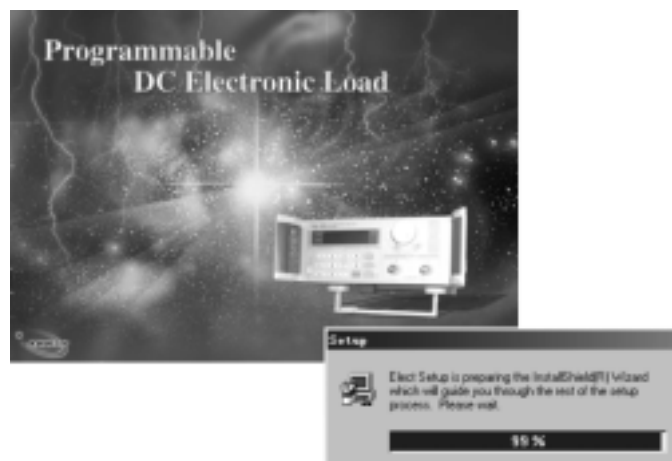 Programmable
DC Electronic Load
Setup
Elect Setup is preparing the InstallShield(R) Wizard
which will guide you through the rest of the setup
process. Please wait.
99 %